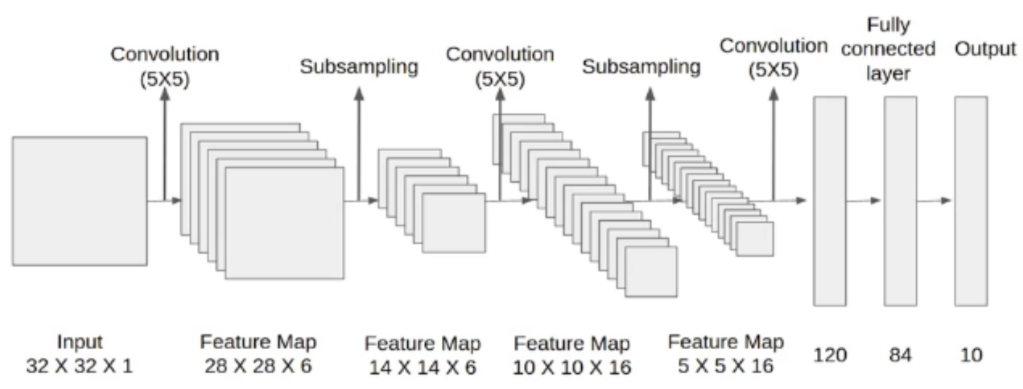 Convolution
(5X5)
Subsampling
Convolution
(5X5)
Subsampling
Convolution
(5X5)
Fully
connected
layer
Output
Input
32 X 32 X 1
Feature Map
28 X 28 X 6
Feature Map
14 X 14 X 6
Feature Map
10 X 10 X 16
Feature Map
5 X 5 X 16
120
84
10